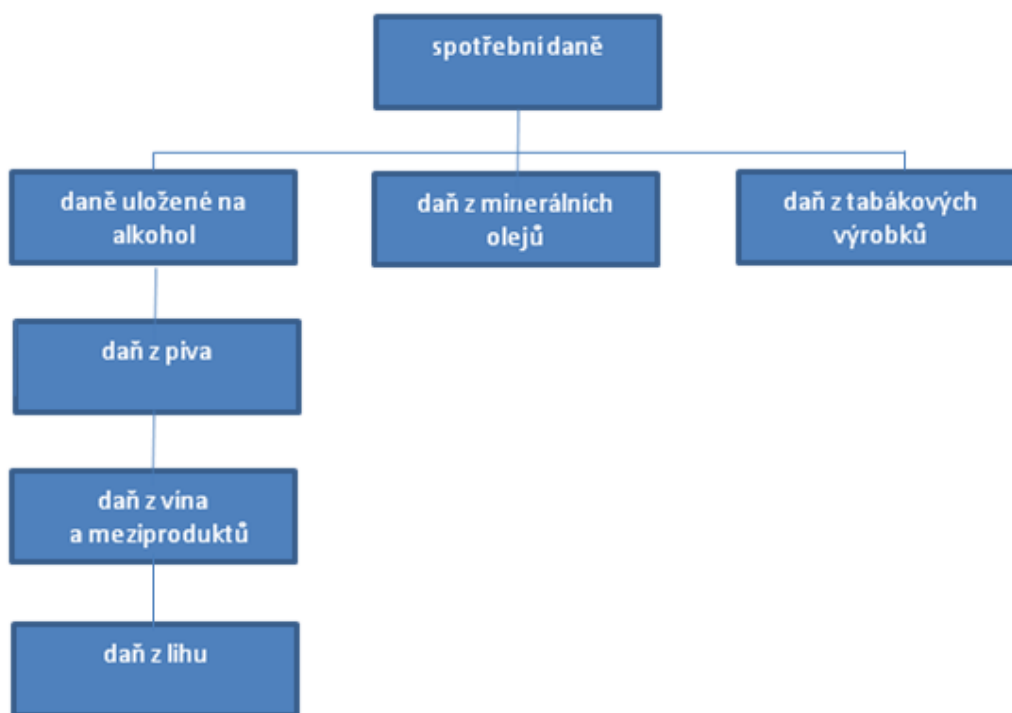 spotřební daně
daně uložené na
alkohol
daň z minerálních
olejů
daň z tabákových
výrobků
daň z piva
daň z vína
a meziproduktů
daň z lihu